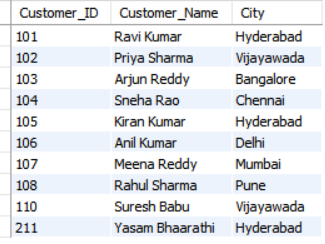 Customer_ID Customer_Name City
101 Ravi Kumar Hyderabad
102 Priya Sharma Vijayawada
103 Arjun Reddy Bangalore
104 Sneha Rao Chennai
105 Kiran Kumar Hyderabad
106 Anil Kumar Delhi
107 Meena Reddy Mumbai
108 Rahul Sharma Pune
110 Suresh Babu Vijayawada
211 Yasam Bhaarathi Hyderabad